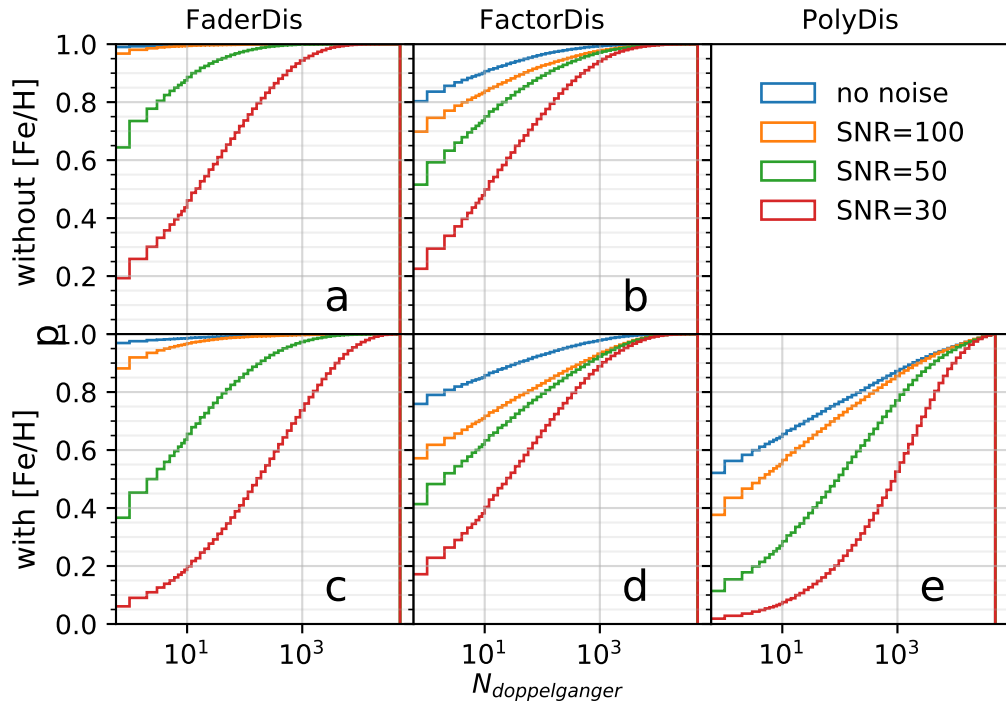 FaderDis FactorDis PolyDis
without [Fe/H]
1.0
0.8
0.6
0.4
0.2
a
b
no noise
SNR=100
SNR=50
SNR=30
p
with [Fe/H]
1.0
0.8
0.6
0.4
0.2
0.0
c
d
e
10^1 10^3 10^1 10^3 10^1 10^3
N_doppelganger